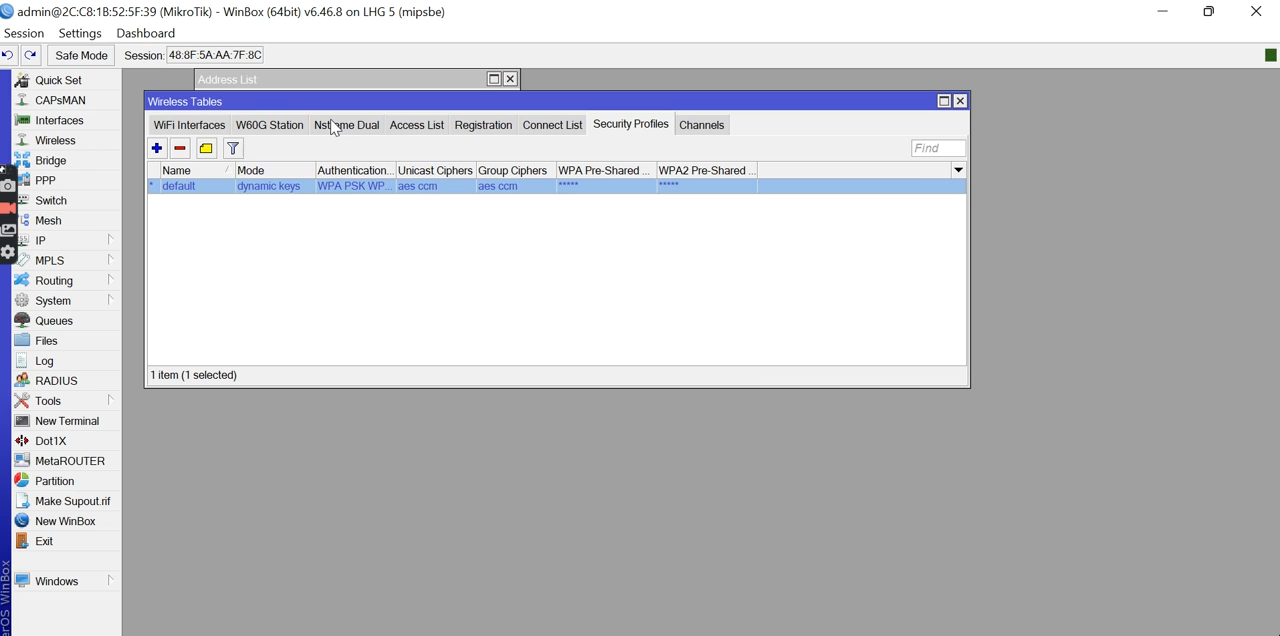 admin@2C:C8:1B:52:5F:39 (MikroTik) - WinBox (64bit) v6.46.8 on LHG 5 (mipsbe)
Session Settings Dashboard
Safe Mode Session: 48:8F:5A:AA:7F:8C
Address List
Wireless Tables
WiFi Interfaces W60G Station Nstreme Dual Access List Registration Connect List Security Profiles Channels
Find
Name Mode Authentication... Unicast Ciphers Group Ciphers WPA Pre-Shared ... WPA2 Pre-Shared ...
* default dynamic keys WPA PSK WP... aes ccm aes ccm ***** *****
1 item (1 selected)
Quick Set
CAPsMAN
Interfaces
Wireless
Bridge
PPP
Switch
Mesh
IP
MPLS
Routing
System
Queues
Files
Log
RADIUS
Tools
New Terminal
Dot1X
MetaROUTER
Partition
Make Supout.rif
New WinBox
Exit
Windows
erOS WinBox